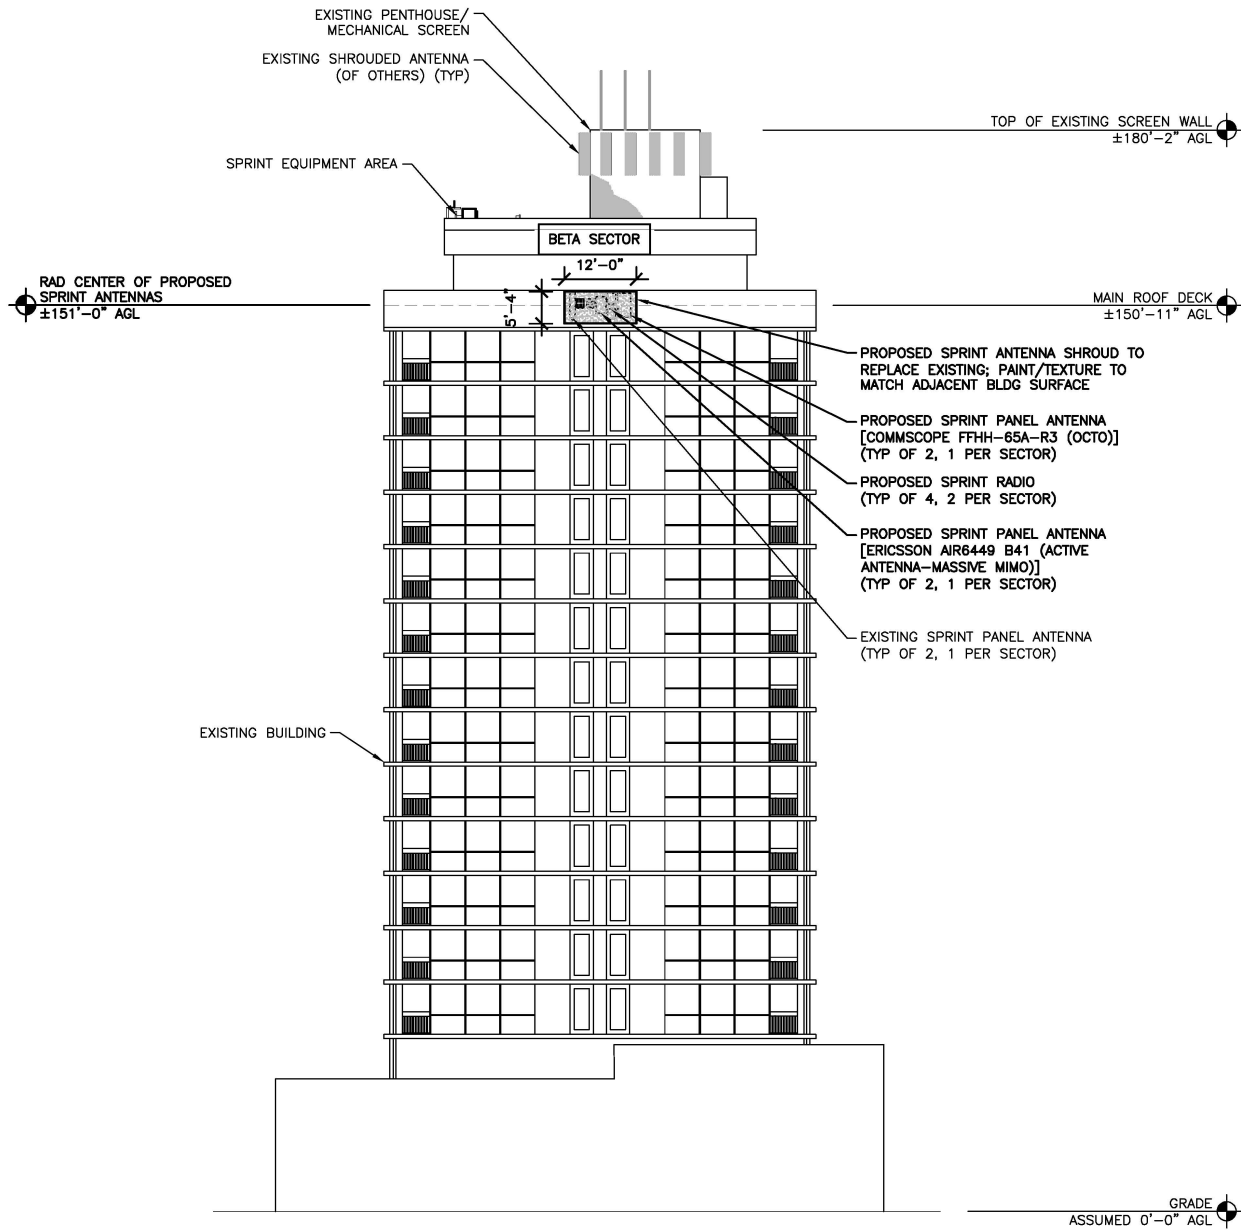 EXISTING PENTHOUSE/
MECHANICAL SCREEN
EXISTING SHROUDED ANTENNA
(OF OTHERS) (TYP)
TOP OF EXISTING SCREEN WALL
±180'-2" AGL
SPRINT EQUIPMENT AREA
BETA SECTOR
12'-0"
5'-4"
RAD CENTER OF PROPOSED
SPRINT ANTENNAS
±151'-0" AGL
MAIN ROOF DECK
±150'-11" AGL
PROPOSED SPRINT ANTENNA SHROUD TO
REPLACE EXISTING; PAINT/TEXTURE TO
MATCH ADJACENT BLDG SURFACE
PROPOSED SPRINT PANEL ANTENNA
[COMMSCOPE FFHH-65A-R3 (OCTO)]
(TYP OF 2, 1 PER SECTOR)
PROPOSED SPRINT RADIO
(TYP OF 4, 2 PER SECTOR)
PROPOSED SPRINT PANEL ANTENNA
[ERICSSON AIR6449 B41 (ACTIVE
ANTENNA-MASSIVE MIMO)]
(TYP OF 2, 1 PER SECTOR)
EXISTING SPRINT PANEL ANTENNA
(TYP OF 2, 1 PER SECTOR)
EXISTING BUILDING
GRADE
ASSUMED 0'-0" AGL